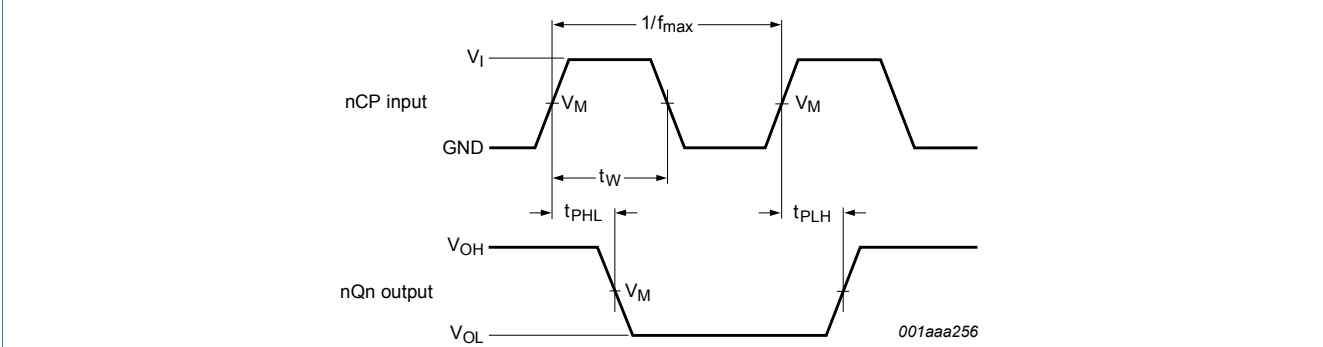 1/fmax
VI
nCP input
VM
VM
GND
tW
tPHL
tPLH
VOH
nQn output
VM
VOL
001aaa256